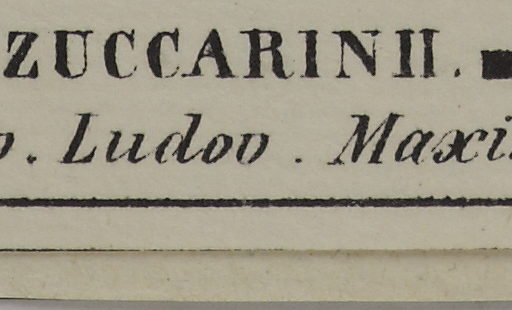 ZUCCARINII.
. Ludov. Maxi